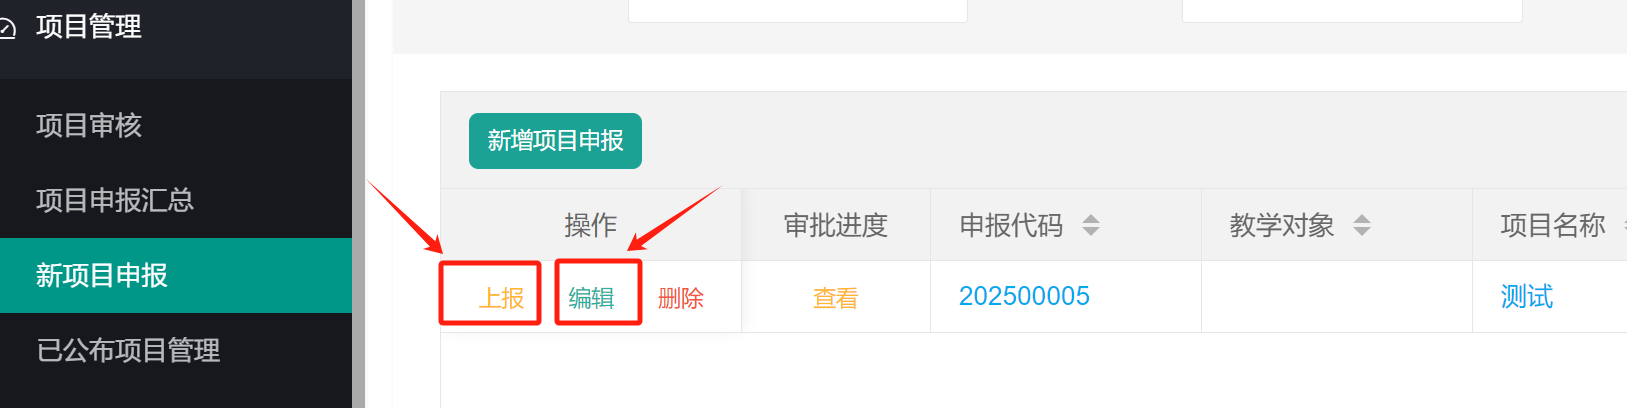 项目管理
项目审核
项目申报汇总
新项目申报
已公布项目管理
新增项目申报
操作 审批进度 申报代码 教学对象 项目名称
上报 编辑 删除 查看 202500005 测试